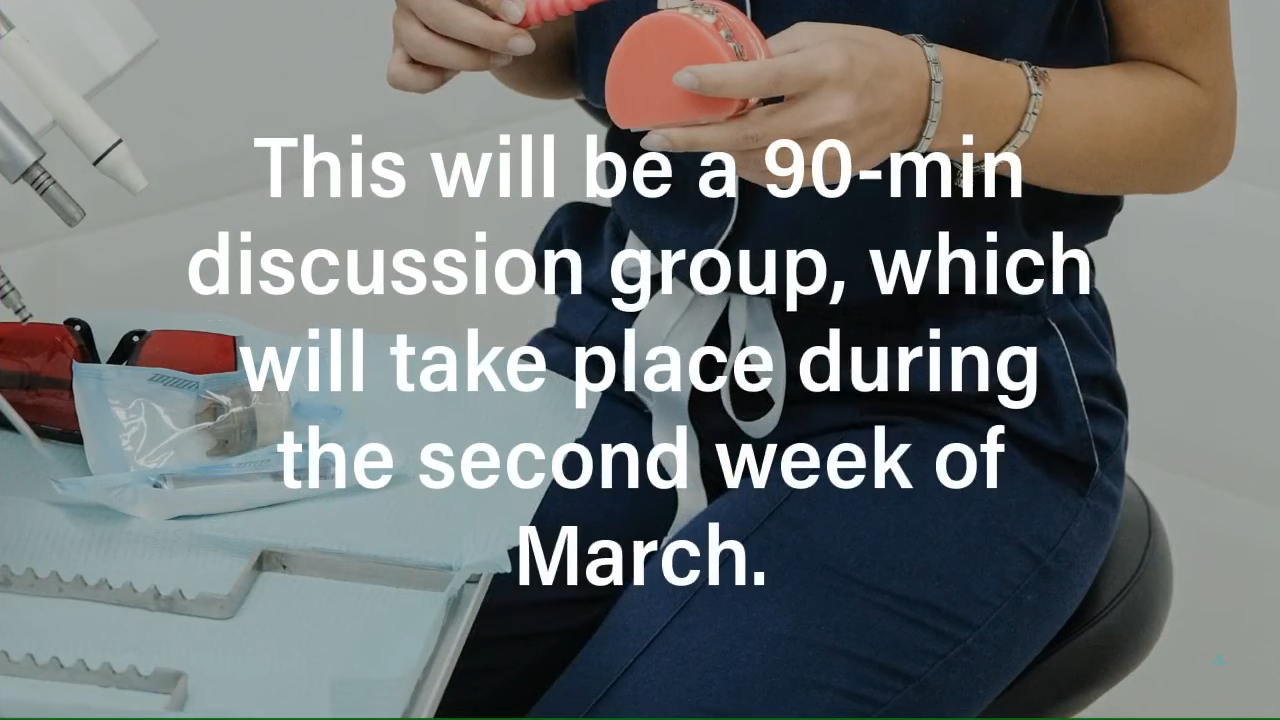 This will be a 90-min
discussion group, which
will take place during
the second week of
March.